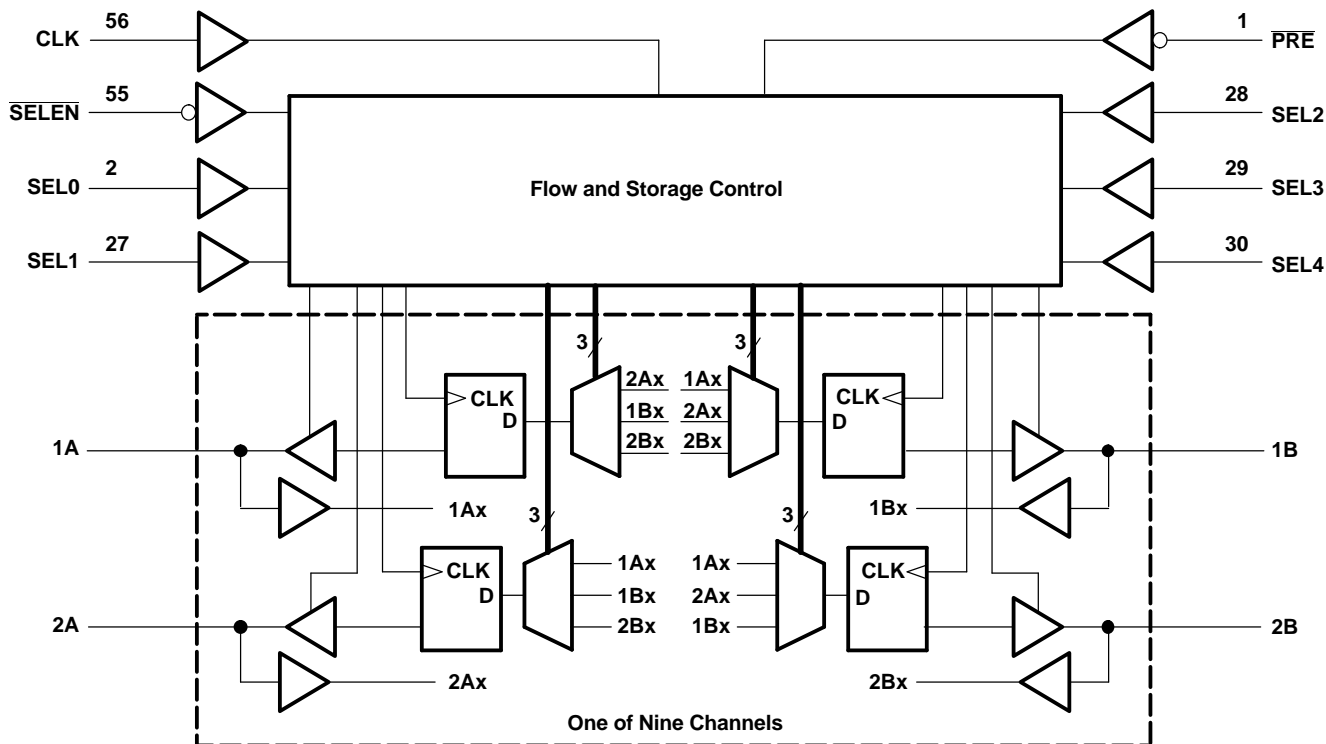 CLK 56
1 PRE
SELEN 55
28 SEL2
SEL0 2
Flow and Storage Control
29 SEL3
SEL1 27
30 SEL4
3
3
CLK
D
2Ax
1Bx
2Bx
1Ax
2Ax
2Bx
CLK
D
1A
1B
1Ax
1Bx
3
3
CLK
D
1Ax
1Bx
2Bx
1Ax
2Ax
1Bx
CLK
D
2A
2B
2Ax
2Bx
One of Nine Channels